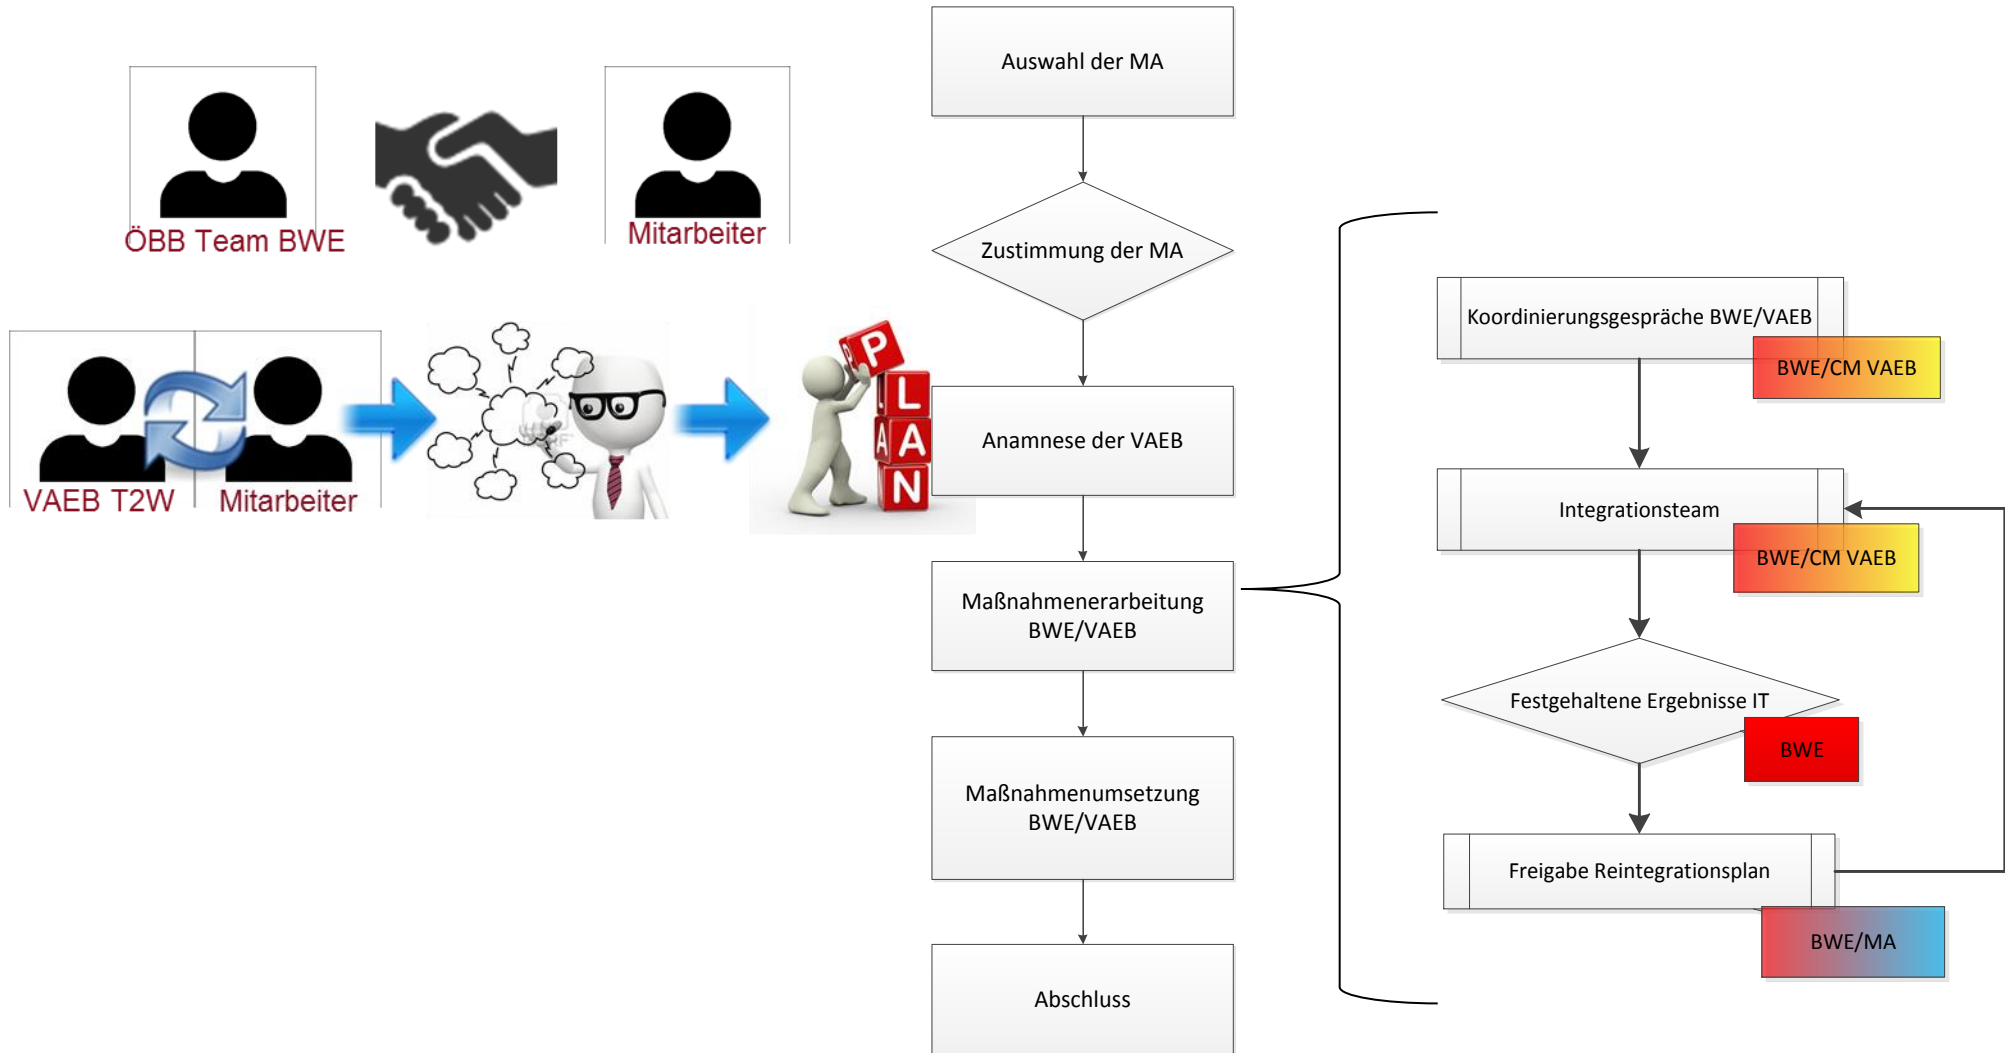 ÖBB Team BWE
Mitarbeiter
VAEB T2W
Mitarbeiter
P
P
L
A
A
N
Auswahl der MA
Zustimmung der MA
Anamnese der VAEB
Maßnahmenerarbeitung
BWE/VAEB
Maßnahmenumsetzung
BWE/VAEB
Abschluss
Koordinierungsgespräche BWE/VAEB
BWE/CM VAEB
Integrationsteam
BWE/CM VAEB
Festgehaltene Ergebnisse IT
BWE
Freigabe Reintegrationsplan
BWE/MA